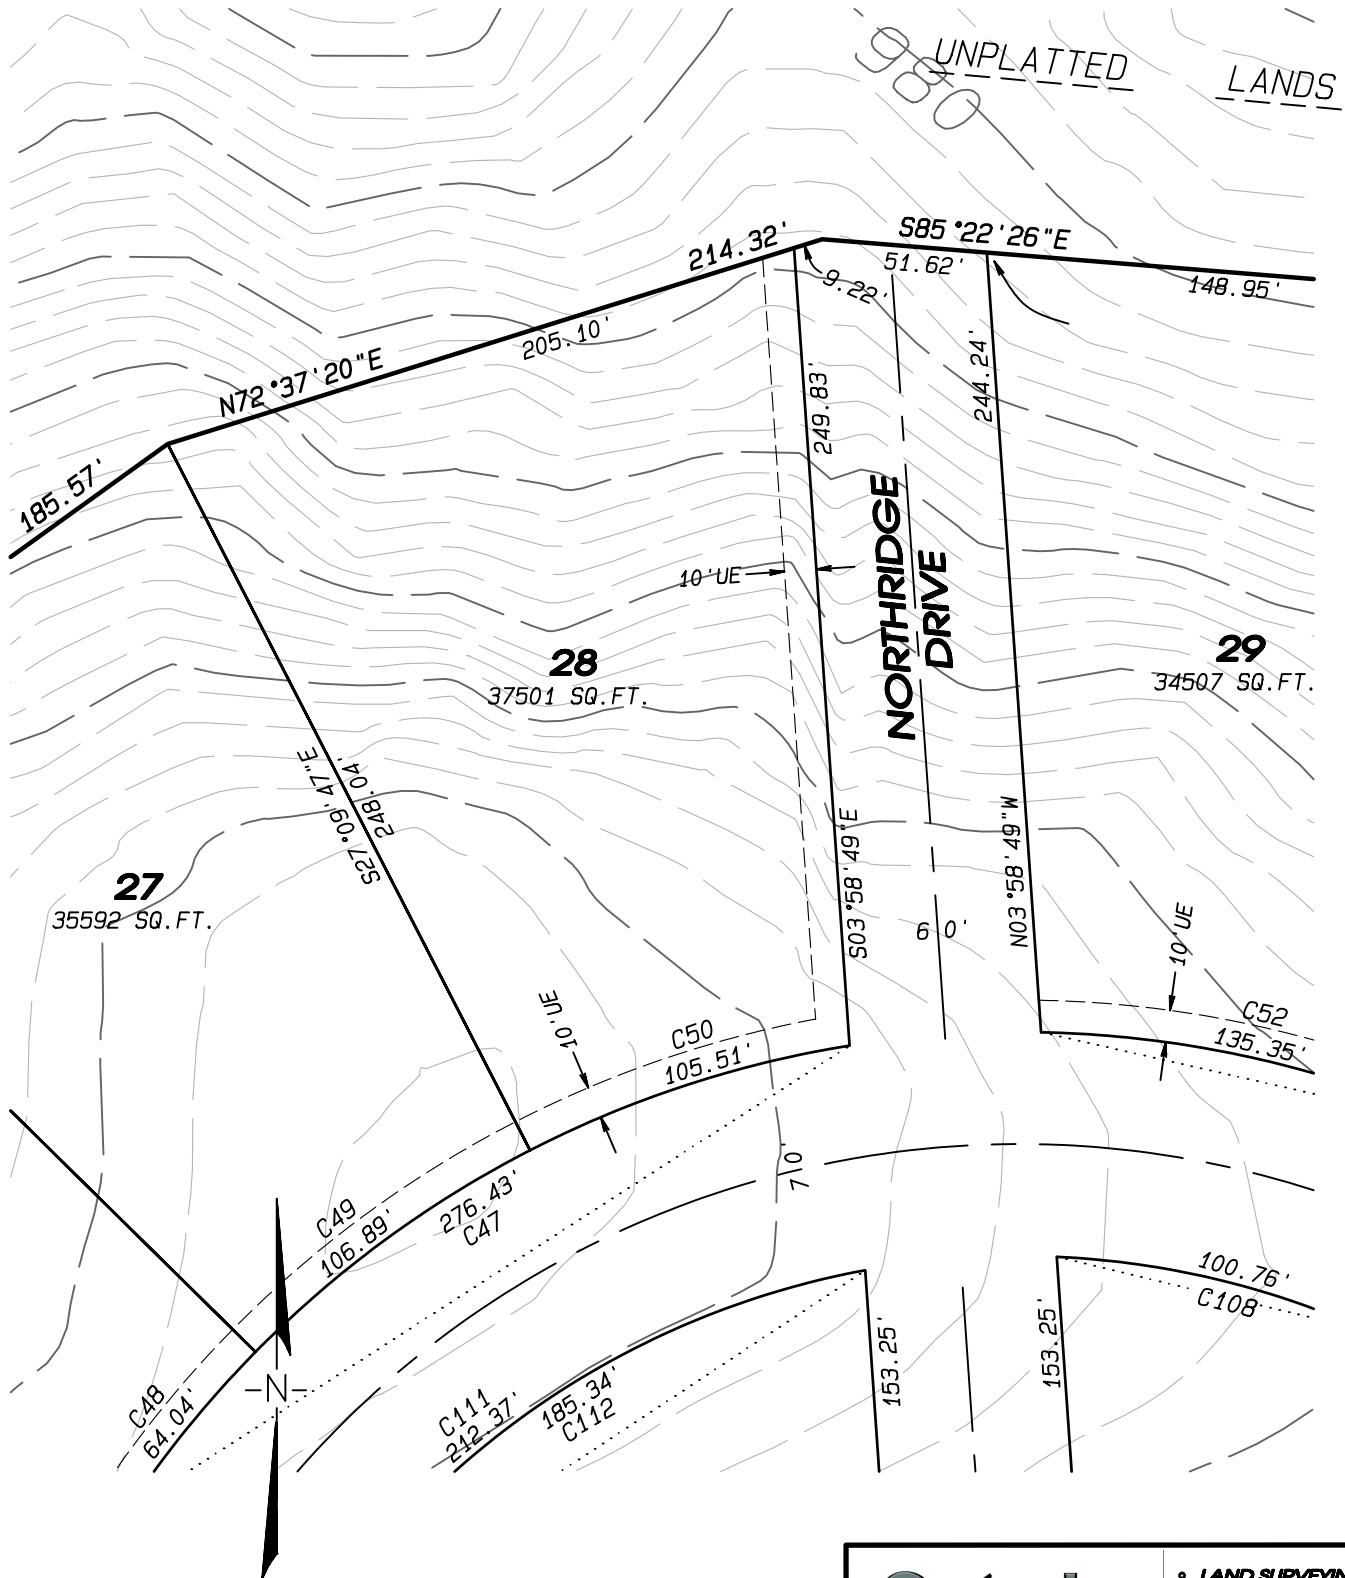 980
UNPLATTED LANDS
S85°22'26"E
214.32'
51.62'
9.22'
148.95'
205.10'
N72°37'20"E
244.24'
249.83'
185.57'
NORTHRIDGE
DRIVE
10'UE
28
37501 SQ.FT.
29
34507 SQ.FT.
S27°09'47"E
248.04'
S03°58'49"E
N03°58'49"W
27
35592 SQ.FT.
60'
10'UE
10'UE
C50
105.51'
C52
135.35'
70'
C49
106.89'
276.43'
C47
100.76'
C108
153.25'
153.25'
C48
64.04'
-N-
C111
212.37'
185.34'
C112
LAND SURVEYIN